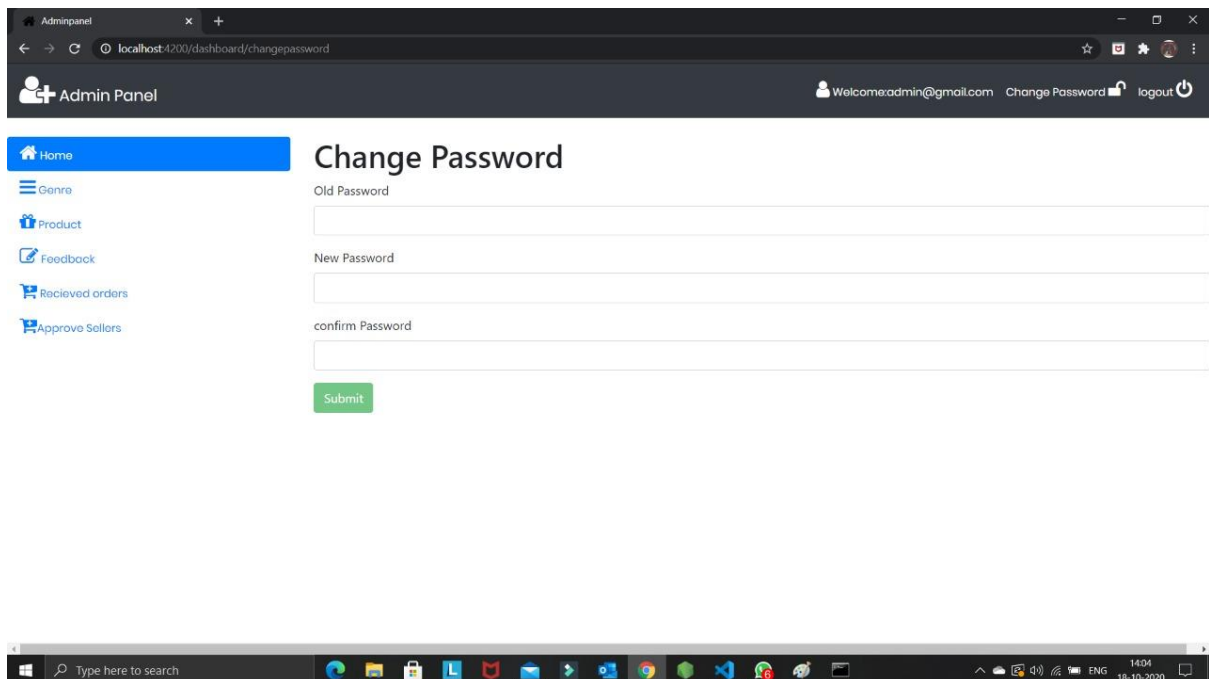 Adminpanel
localhost:4200/dashboard/changepassword
Admin Panel
Welcome:admin@gmail.com Change Password logout
Home
Genre
Product
Feedback
Recieved orders
Approve Sellers
Change Password
Old Password
New Password
confirm Password
Submit
Type here to search
L
6
ENG
14:04
18-10-2020